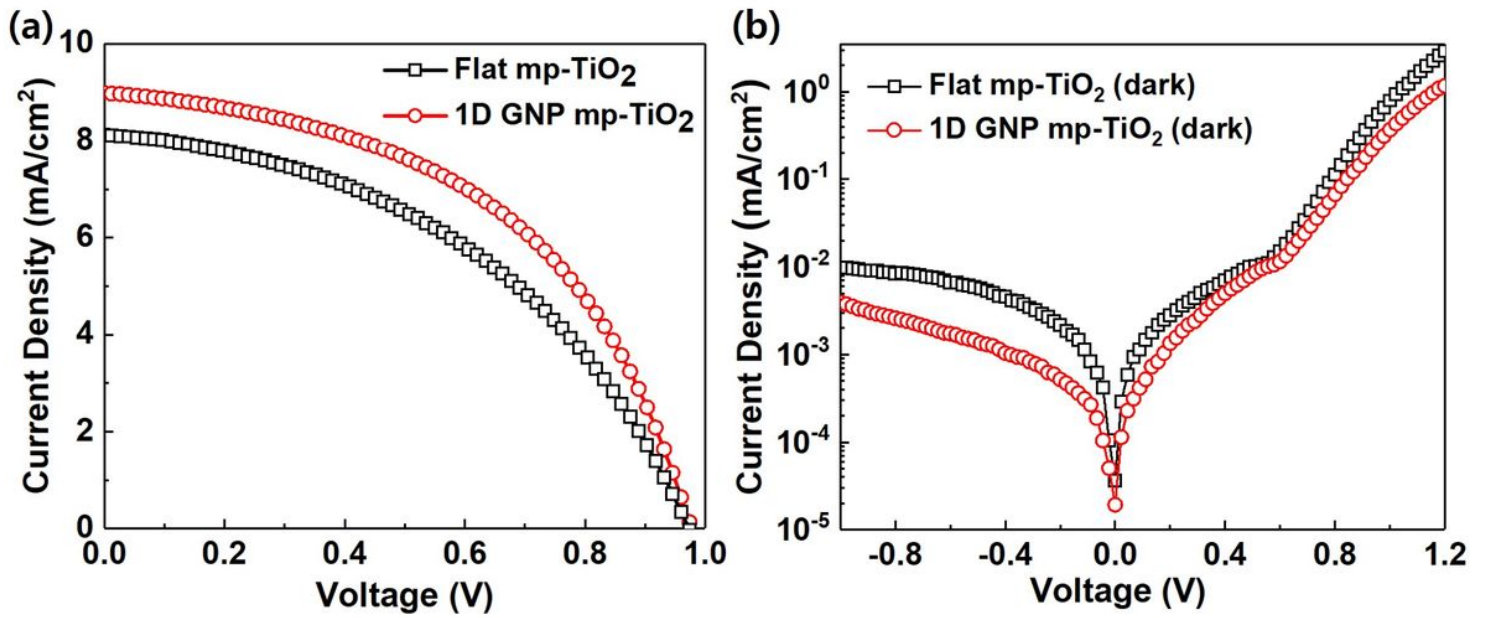 (a)
10
8
6
4
2
0
Current Density (mA/cm²)
Flat mp-TiO₂
1D GNP mp-TiO₂
0.0 0.2 0.4 0.6 0.8 1.0
Voltage (V)
(b)
10⁰
10⁻¹
10⁻²
10⁻³
10⁻⁴
10⁻⁵
Current Density (mA/cm²)
Flat mp-TiO₂ (dark)
1D GNP mp-TiO₂ (dark)
-0.8 -0.4 0.0 0.4 0.8 1.2
Voltage (V)